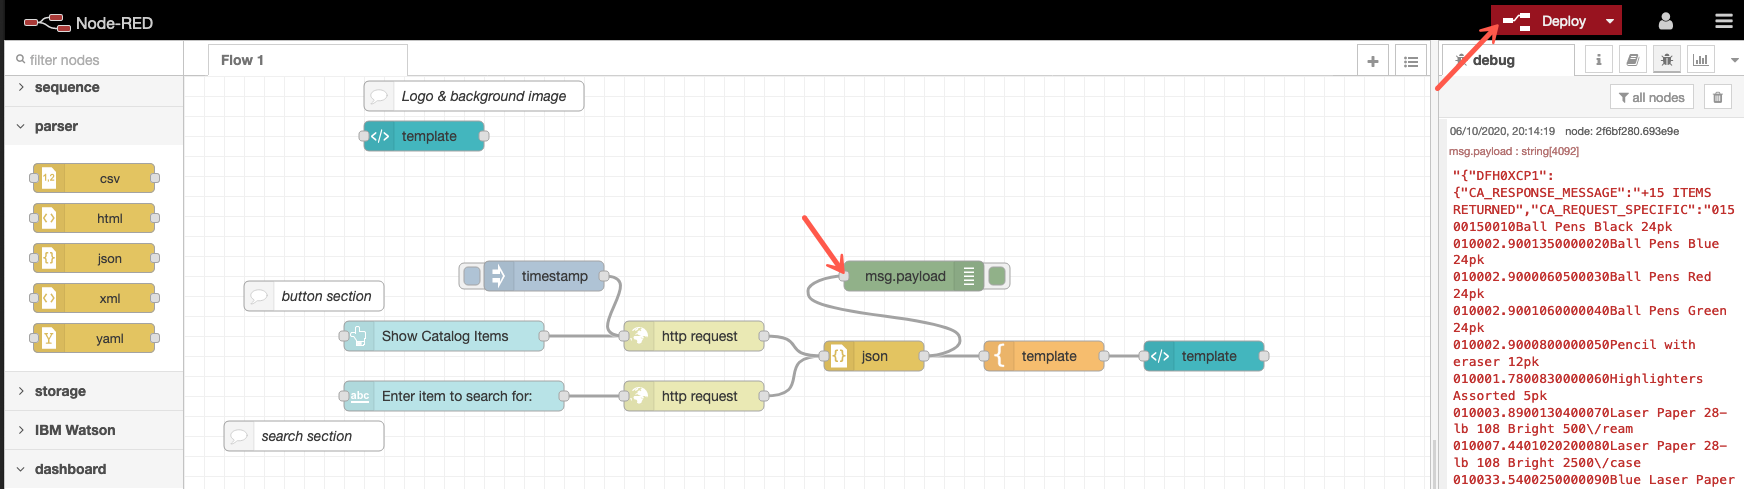 Node-RED
Deploy
filter nodes
Flow 1
debug
sequence
Logo & background image
all nodes
parser
template
06/10/2020, 20:14:19 node: 2f6bf280.693e9e
msg.payload : string[4092]
csv
html
json
xml
yaml
storage
IBM Watson
dashboard
timestamp
msg.payload
button section
Show Catalog Items
http request
json
template
template
abc
Enter item to search for:
http request
search section
"{"DFH0XCP1":
{"CA_RESPONSE_MESSAGE":"+15 ITEMS
RETURNED","CA_REQUEST_SPECIFIC":"015
00150010Ball Pens Black 24pk
010002.9001350000020Ball Pens Blue
24pk
010002.9000060500030Ball Pens Red
24pk
010002.9001060000040Ball Pens Green
24pk
010002.9000800000050Pencil with
eraser 12pk
010001.7800830000060Highlighters
Assorted 5pk
010003.8900130400070Laser Paper 28-
lb 108 Bright 500\/ream
010007.4401020200080Laser Paper 28-
lb 108 Bright 2500\/case
010033.5400250000090Blue Laser Paper